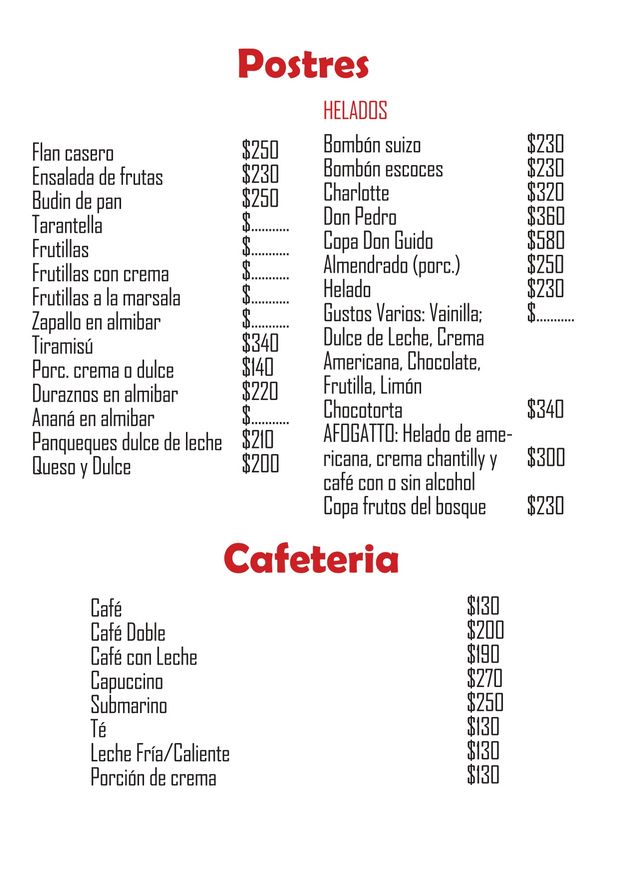 Postres
Flan casero $250
Ensalada de frutas $230
Budin de pan $250
Tarantella $...........
Frutillas $...........
Frutillas con crema $...........
Frutillas a la marsala $...........
Zapallo en almibar $...........
Tiramisú $340
Porc. crema o dulce $140
Duraznos en almibar $220
Ananá en almibar $...........
Panqueques dulce de leche $210
Queso y Dulce $200
HELADOS
Bombón suizo $230
Bombón escoces $230
Charlotte $320
Don Pedro $360
Copa Don Guido $580
Almendrado (porc.) $250
Helado $230
Gustos Varios: Vainilla; $...........
Dulce de Leche, Crema
Americana, Chocolate,
Frutilla, Limón
Chocotorta $340
AFOGATTO: Helado de ame-
ricana, crema chantilly y $300
café con o sin alcohol
Copa frutos del bosque $230
Cafeteria
Café $130
Café Doble $200
Café con Leche $190
Capuccino $270
Submarino $250
Té $130
Leche Fría/Caliente $130
Porción de crema $130